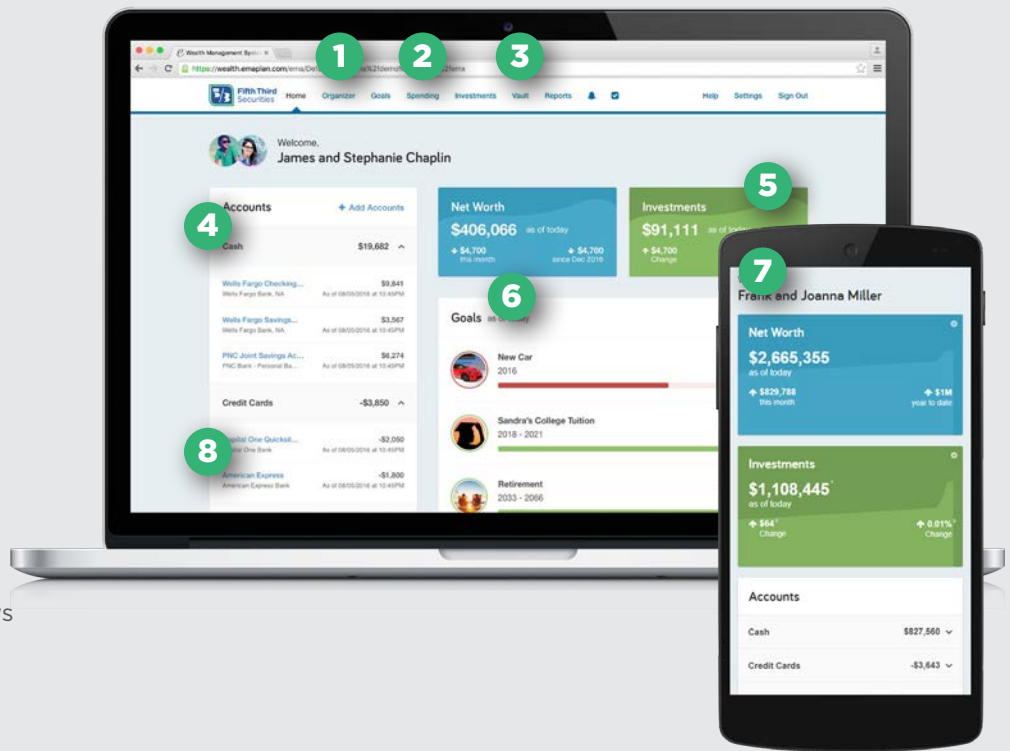 1
2
3
Wealth Management Syste
https://wealth.emaplan.com/ema/
Fifth Third
Securities
Home Organizer Goals Spending Investments Vault Reports Help Settings Sign Out
Welcome,
James and Stephanie Chaplin
4
Accounts + Add Accounts
Cash $19,682
Wells Fargo Checking... $9,841
Wells Fargo Bank, NA As of 08/05/2016 at 10:45PM
Wells Fargo Savings... $3,567
Wells Fargo Bank, NA As of 08/05/2016 at 10:45PM
PNC Joint Savings Ac... $6,274
PNC Bank - Personal Ba... As of 08/05/2016 at 10:45PM
Credit Cards -$3,850
8
Quicksil... -$2,050
One Bank As of 08/05/2016 at 10:45PM
American Express -$1,800
American Express Bank As of 08/05/2016 at 10:45PM
Net Worth
$406,066 as of today
$4,700 $4,700
this month since Dec 2016
5
Investments
$91,111 as of
$4,700
Change
6
Goals as of today
New Car
2016
Sandra's College Tuition
2018 - 2021
Retirement
2033 - 2066
7
Frank and Joanna Miller
Net Worth
$2,665,355
as of today
$829,788 $1M
this month year to date
Investments
$1,108,445
as of today
$64 0.01%
Change Change
Accounts
Cash $827,560
Credit Cards -$3,643